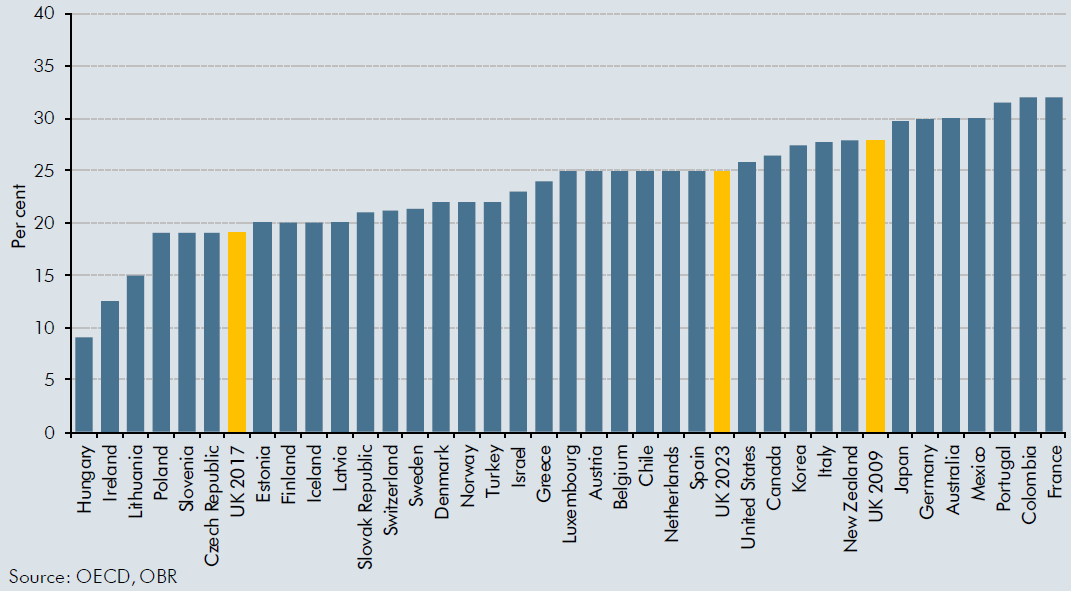 40
35
30
25
20
15
10
5
0
Per cent
Hungary
Ireland
Lithuania
Poland
Slovenia
Czech Republic
UK 2017
Estonia
Finland
Iceland
Latvia
Slovak Republic
Switzerland
Sweden
Denmark
Norway
Turkey
Israel
Greece
Luxembourg
Austria
Belgium
Chile
Netherlands
Spain
UK 2023
United States
Canada
Korea
Italy
New Zealand
UK 2009
Japan
Germany
Australia
Mexico
Portugal
Colombia
France
Source: OECD, OBR